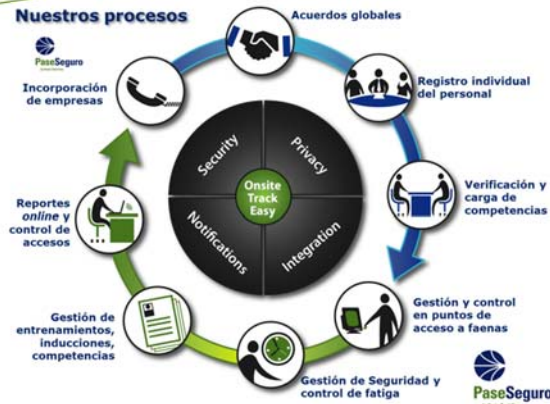 Nuestros procesos
PaseSeguro
Acuerdos globales
Registro individual
del personal
Verificación y
carga de
competencias
Gestión y control
en puntos de
acceso a faenas
Gestión de Seguridad y
control de fatiga
Gestión de
entrenamientos,
inducciones,
competencias
Reportes
online y
control de
accesos
Incorporación
de empresas
Security
Privacy
Integration
Notifications
Onsite
Track
Easy
PaseSeguro